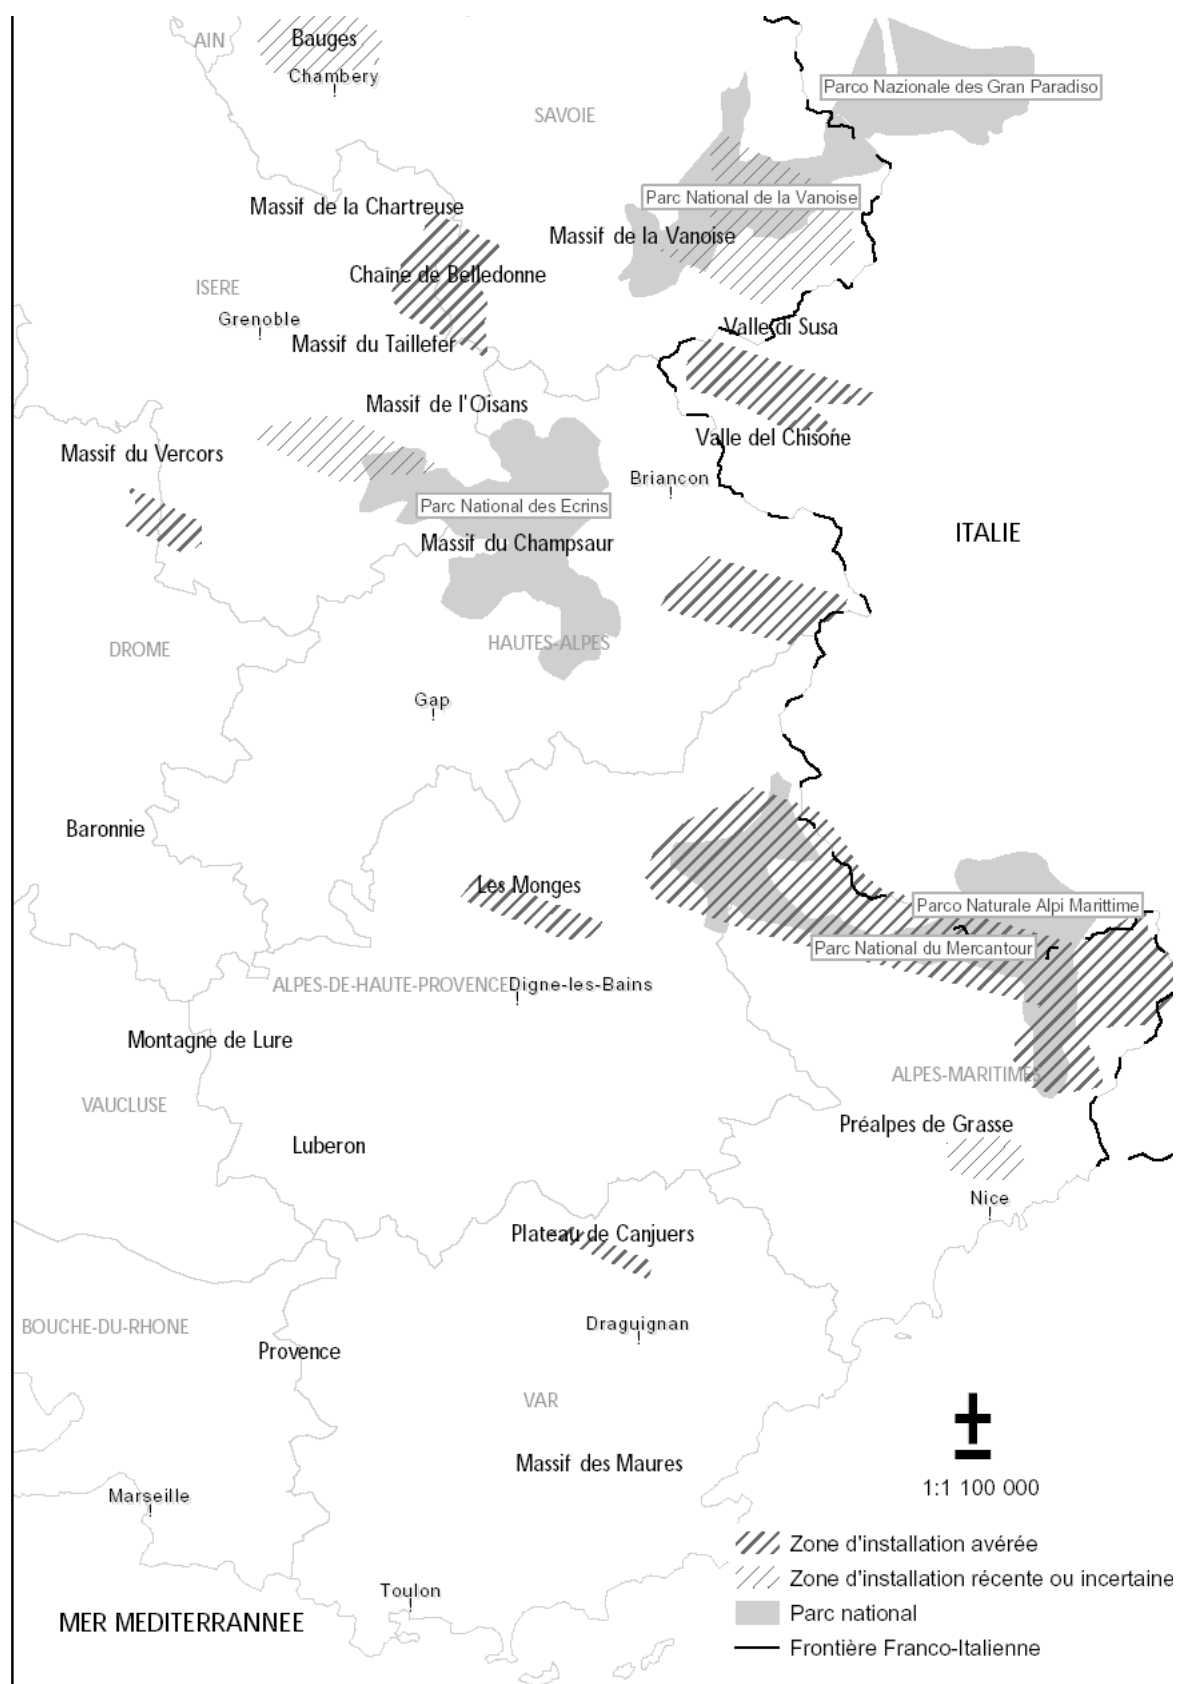 AIN
Bauges
Chambery
Parco Nazionale des Gran Paradiso
SAVOIE
Parc National de la Vanoise
Massif de la Chartreuse
Massif de la Vanoise
Chaîne de Belledonne
ISERE
Grenoble
Valle di Susa
Massif du Taillefer
Massif de l'Oisans
Valle del Chisone
Massif du Vercors
Briancon
Parc National des Ecrins
ITALIE
Massif du Champsaur
HAUTES-ALPES
DROME
Gap
Baronnie
Les Monges
Parco Naturale Alpi Marittime
Parc National du Mercantour
ALPES-DE-HAUTE-PROVENCE
Digne-les-Bains
Montagne de Lure
ALPES-MARITIMES
VAUCLUSE
Préalpes de Grasse
Luberon
Nice
Plateau de Canjuers
Draguignan
BOUCHE-DU-RHONE
Provence
VAR
Massif des Maures
±
1:1 100 000
Marseille
Zone d'installation avérée
Zone d'installation récente ou incertaine
Toulon
Parc national
MER MEDITERRANNEE
Frontière Franco-Italienne